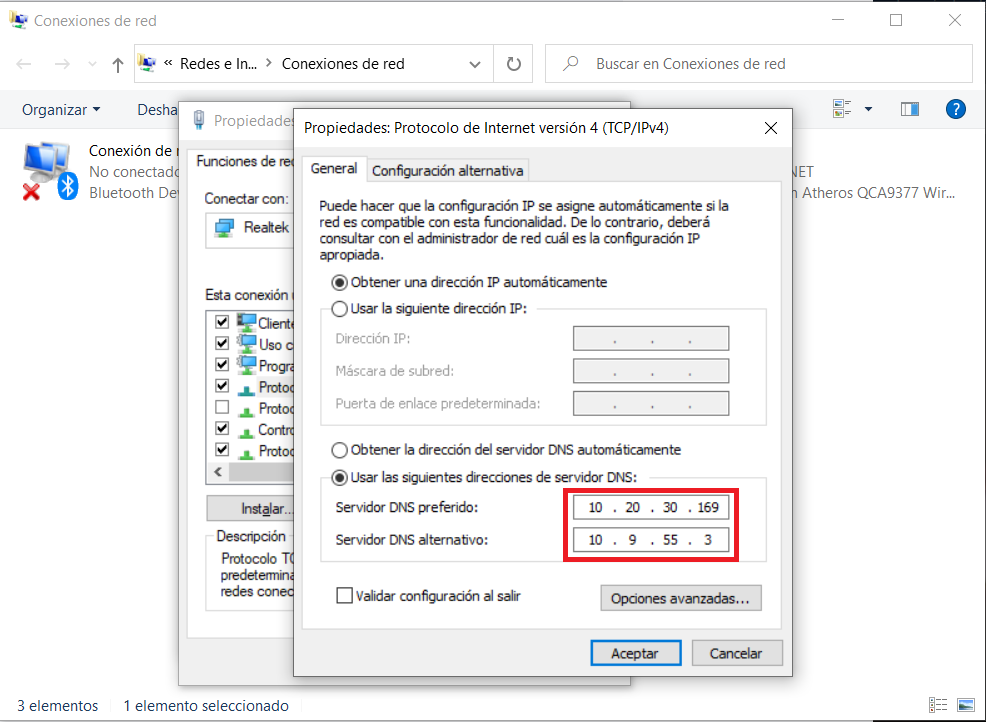 Conexiones de red
« Redes e In... > Conexiones de red
Buscar en Conexiones de red
Organizar
Desha
Conexión de
No conectado
Bluetooth Dev
NET
Atheros QCA9377 Wir...
Propiedades
Funciones de red
Conectar con:
Realtek
Esta conexión
Cliente
Uso c
Progra
Protoc
Protoc
Contro
Protoc
Instalar...
Descripción
Protocolo TC
predetermina
redes conec
Propiedades: Protocolo de Internet versión 4 (TCP/IPv4)
General
Configuración alternativa
Puede hacer que la configuración IP se asigne automáticamente si la
red es compatible con esta funcionalidad. De lo contrario, deberá
consultar con el administrador de red cuál es la configuración IP
apropiada.
Obtener una dirección IP automáticamente
Usar la siguiente dirección IP:
Dirección IP:
Máscara de subred:
Puerta de enlace predeterminada:
Obtener la dirección del servidor DNS automáticamente
Usar las siguientes direcciones de servidor DNS:
Servidor DNS preferido:
10 . 20 . 30 . 169
Servidor DNS alternativo:
10 . 9 . 55 . 3
Validar configuración al salir
Opciones avanzadas...
Aceptar
Cancelar
3 elementos
1 elemento seleccionado